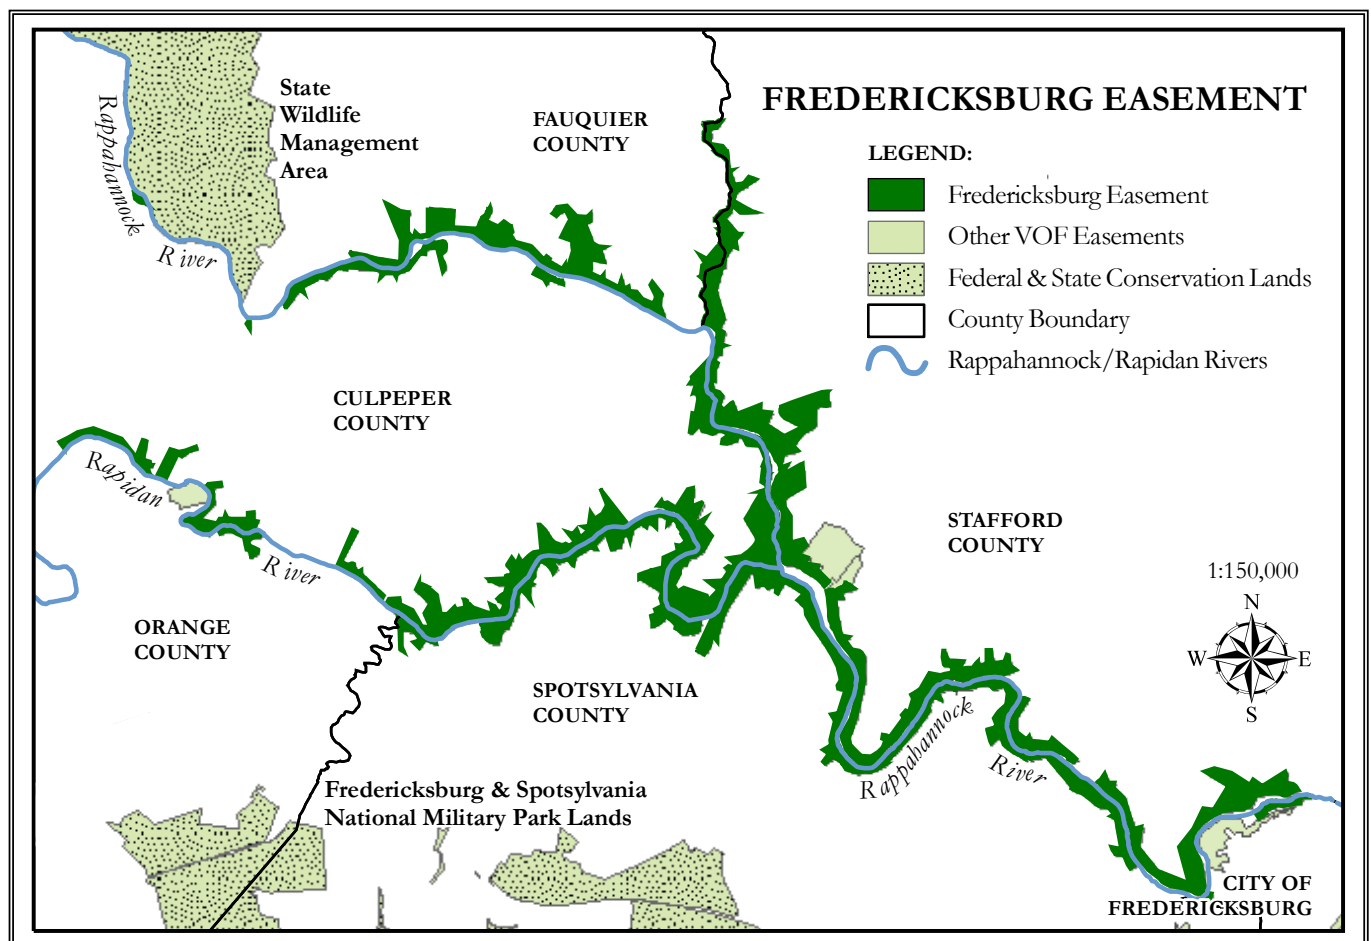 FREDERICKSBURG EASEMENT
LEGEND:
Fredericksburg Easement
Other VOF Easements
Federal & State Conservation Lands
County Boundary
Rappahannock/Rapidan Rivers
State
Wildlife
Management
Area
FAUQUIER
COUNTY
Rappahannock
River
CULPEPER
COUNTY
Rapidan
River
STAFFORD
COUNTY
1:150,000
N
W
E
S
ORANGE
COUNTY
SPOTSYLVANIA
COUNTY
Rappahannock
River
Fredericksburg & Spotsylvania
National Military Park Lands
CITY OF
FREDERICKSBURG